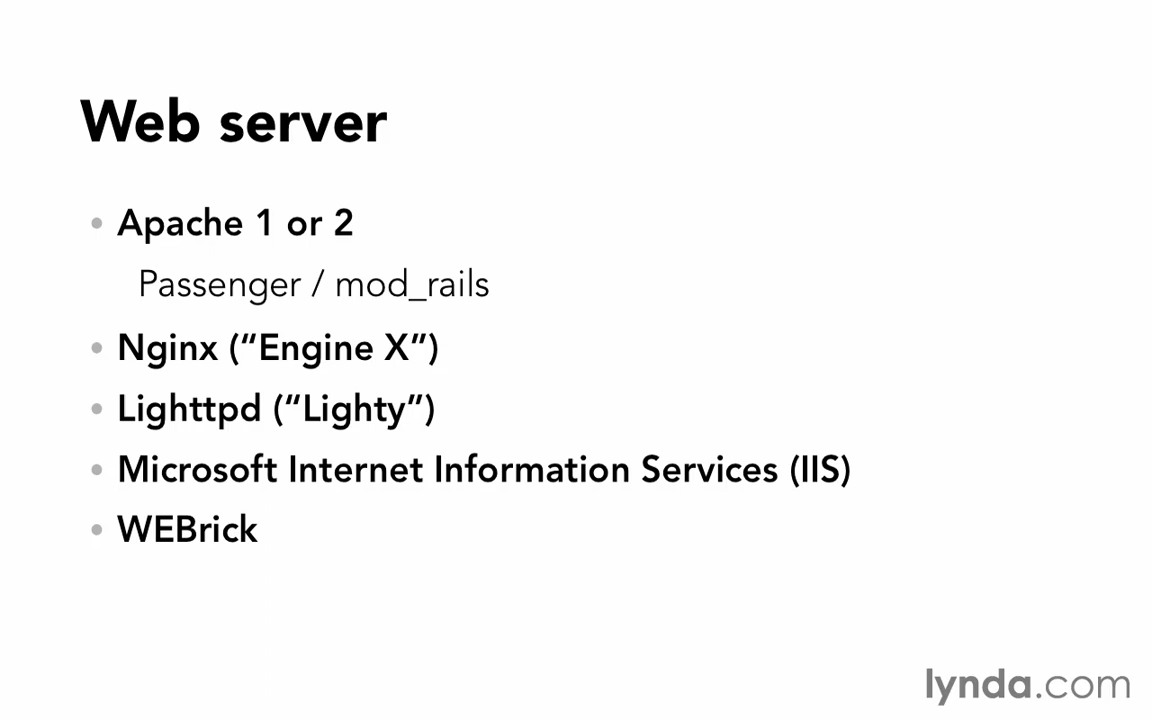 Web server
• Apache 1 or 2
Passenger / mod_rails
• Nginx (“Engine X”)
• Lighttpd (“Lighty”)
• Microsoft Internet Information Services (IIS)
• WEBrick
lynda.com